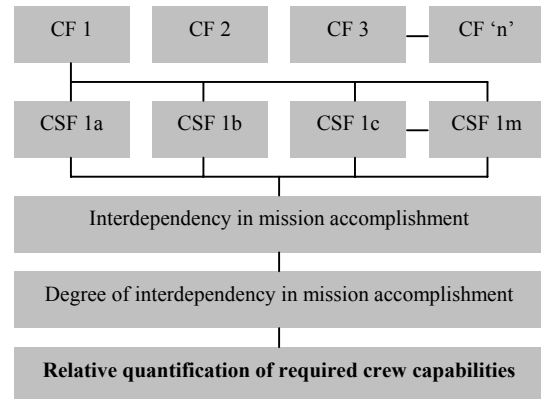 CF 1 CF 2 CF 3 CF ‘n’
CSF 1a CSF 1b CSF 1c CSF 1m
Interdependency in mission accomplishment
Degree of interdependency in mission accomplishment
Relative quantification of required crew capabilities